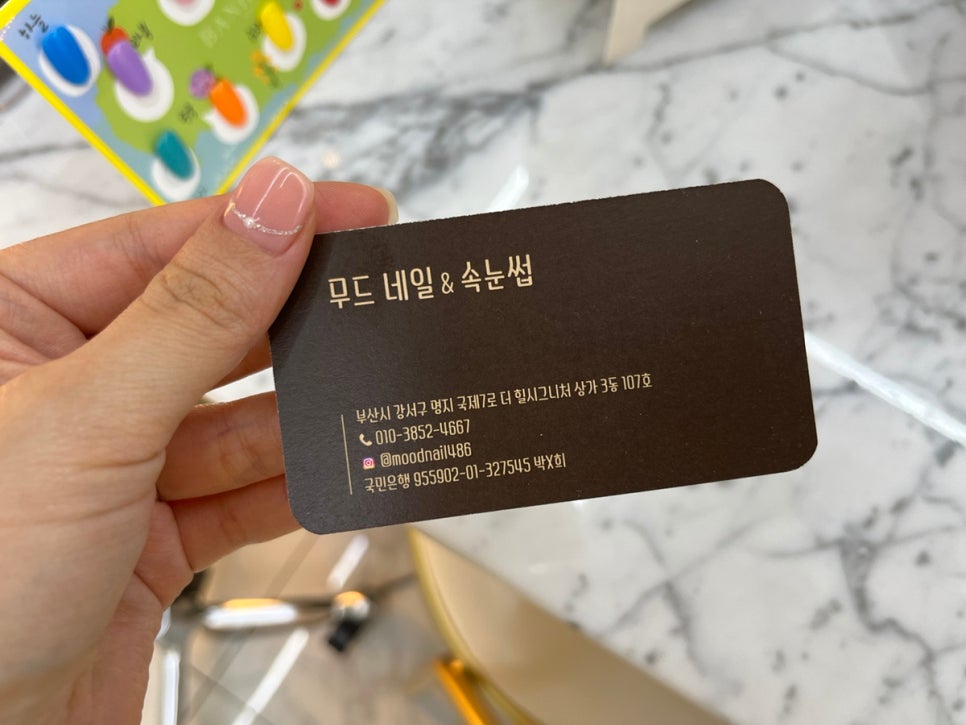 무드 네일 & 속눈썹
부산시 강서구 명지 국제7로 더 힐시그니처 상가 3동 107호
010-3852-4667
@moodnail486
국민은행 955902-01-327545 박X희